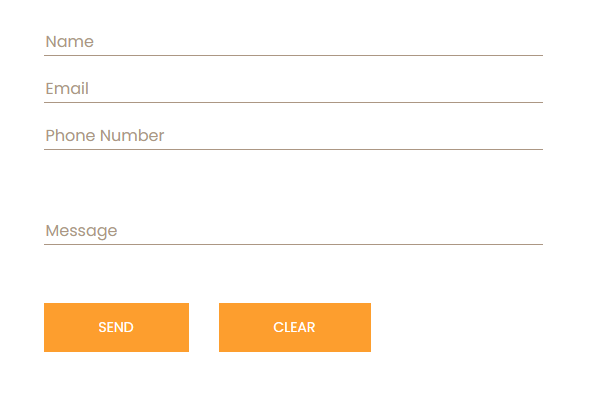 Name
Email
Phone Number
Message
SEND CLEAR